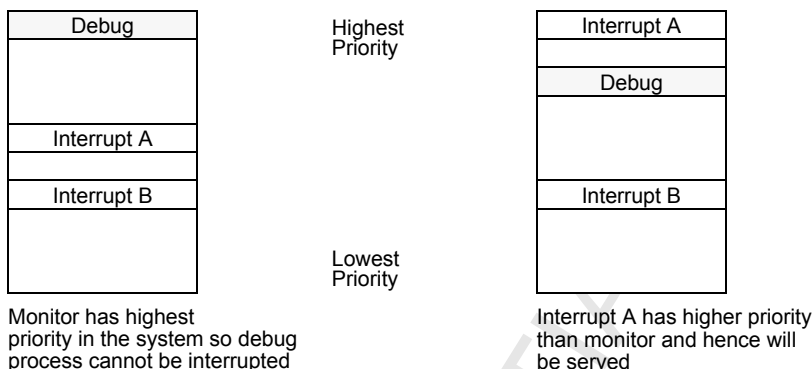 Debug
Interrupt A
Interrupt B
Monitor has highest
priority in the system so debug
process cannot be interrupted
Highest
Priority
Lowest
Priority
Interrupt A
Debug
Interrupt B
Interrupt A has higher priority
than monitor and hence will
be served